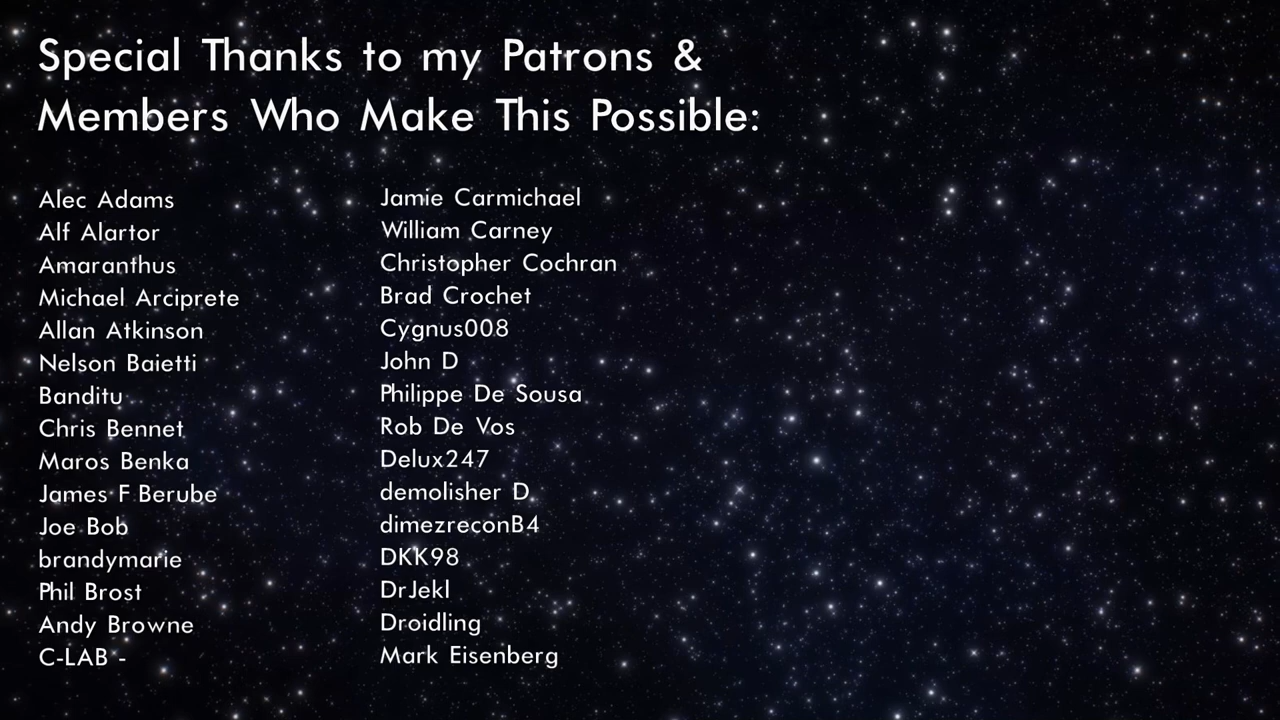 Special Thanks to my Patrons &
Members Who Make This Possible:
Alec Adams
Alf Alartor
Amaranthus
Michael Arciprete
Allan Atkinson
Nelson Baietti
Banditu
Chris Bennet
Maros Benka
James F Berube
Joe Bob
brandymarie
Phil Brost
Andy Browne
C-LAB -
Jamie Carmichael
William Carney
Christopher Cochran
Brad Crochet
Cygnus008
John D
Philippe De Sousa
Rob De Vos
Delux247
demolisher D.
dimezreconB4
DKK98
DrJekl
Droidling
Mark Eisenberg